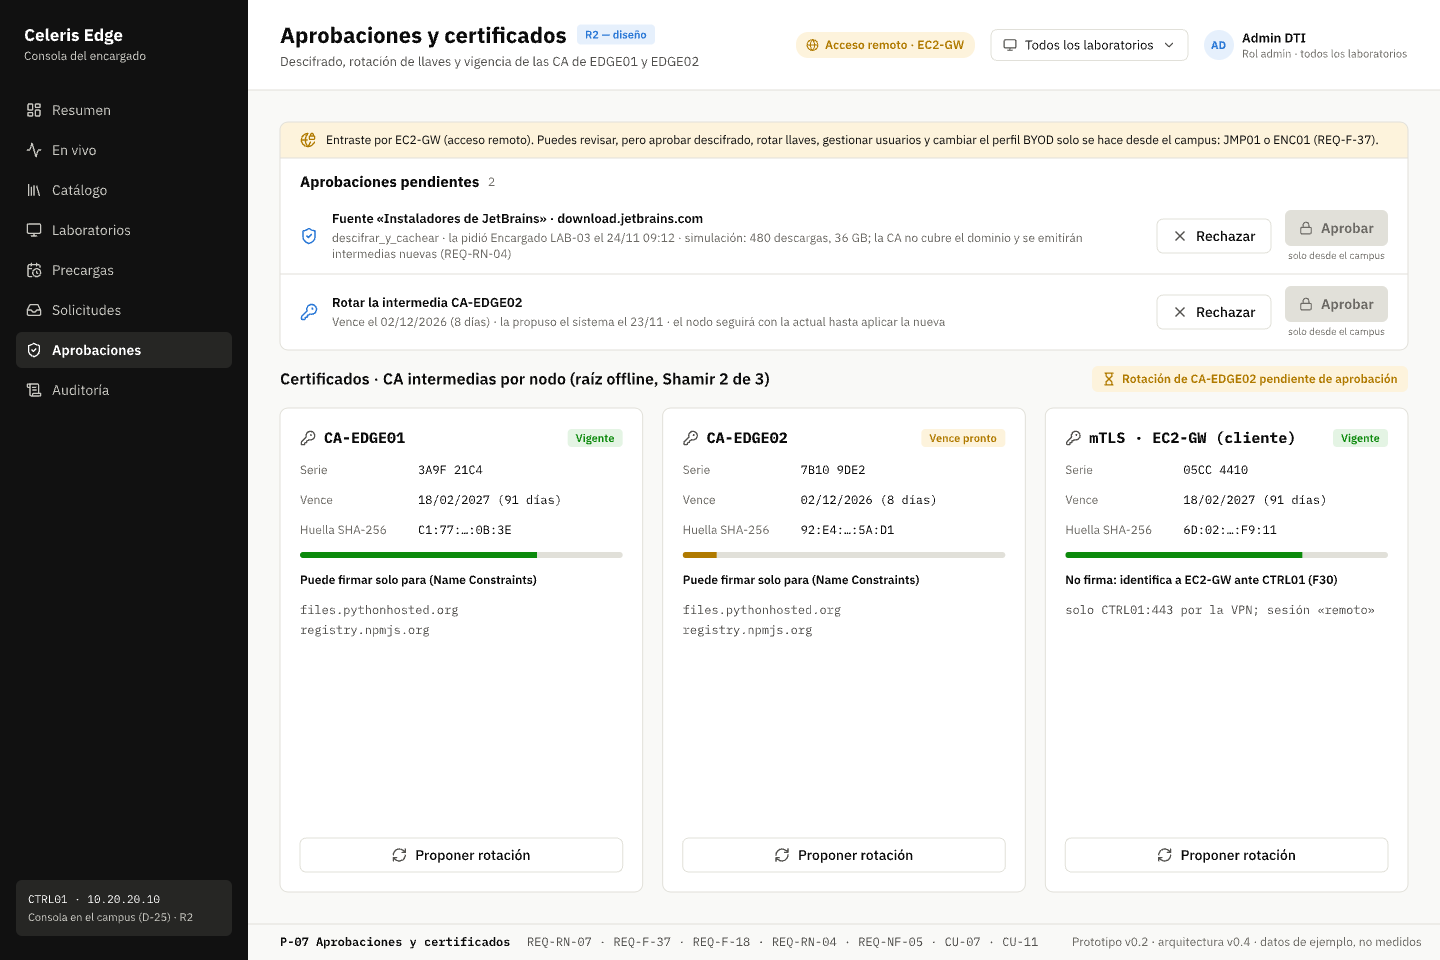 Celeris Edge
Consola del encargado
Resumen
En vivo
Catálogo
Laboratorios
Precargas
Solicitudes
Aprobaciones
Auditoría
CTRL01 · 10.20.20.10
Consola en el campus (D-25) · R2
Aprobaciones y certificados
R2 — diseño
Descifrado, rotación de llaves y vigencia de las CA de EDGE01 y EDGE02
Acceso remoto · EC2-GW
Todos los laboratorios
AD
Admin DTI
Rol admin · todos los laboratorios
Entraste por EC2-GW (acceso remoto). Puedes revisar, pero aprobar descifrado, rotar llaves, gestionar usuarios y cambiar el perfil BYOD solo se hace desde el campus: JMP01 o ENC01 (REQ-F-37).
Aprobaciones pendientes 2
Fuente «Instaladores de JetBrains» · download.jetbrains.com
descifrar_y_cachear · la pidió Encargado LAB-03 el 24/11 09:12 · simulación: 480 descargas, 36 GB; la CA no cubre el dominio y se emitirán
intermedias nuevas (REQ-RN-04)
Rechazar
Aprobar
solo desde el campus
Rotar la intermedia CA-EDGE02
Vence el 02/12/2026 (8 días) · la propuso el sistema el 23/11 · el nodo seguirá con la actual hasta aplicar la nueva
Rechazar
Aprobar
solo desde el campus
Certificados · CA intermedias por nodo (raíz offline, Shamir 2 de 3)
Rotación de CA-EDGE02 pendiente de aprobación
CA-EDGE01
Vigente
Serie 3A9F 21C4
Vence 18/02/2027 (91 días)
Huella SHA-256 C1:77:…:0B:3E
Puede firmar solo para (Name Constraints)
files.pythonhosted.org
registry.npmjs.org
Proponer rotación
CA-EDGE02
Vence pronto
Serie 7B10 9DE2
Vence 02/12/2026 (8 días)
Huella SHA-256 92:E4:…:5A:D1
Puede firmar solo para (Name Constraints)
files.pythonhosted.org
registry.npmjs.org
Proponer rotación
mTLS · EC2-GW (cliente)
Vigente
Serie 05CC 4410
Vence 18/02/2027 (91 días)
Huella SHA-256 6D:02:…:F9:11
No firma: identifica a EC2-GW ante CTRL01 (F30)
solo CTRL01:443 por la VPN; sesión «remoto»
Proponer rotación
P-07 Aprobaciones y certificados REQ-RN-07 · REQ-F-37 · REQ-F-18 · REQ-RN-04 · REQ-NF-05 · CU-07 · CU-11
Prototipo v0.2 · arquitectura v0.4 · datos de ejemplo, no medidos